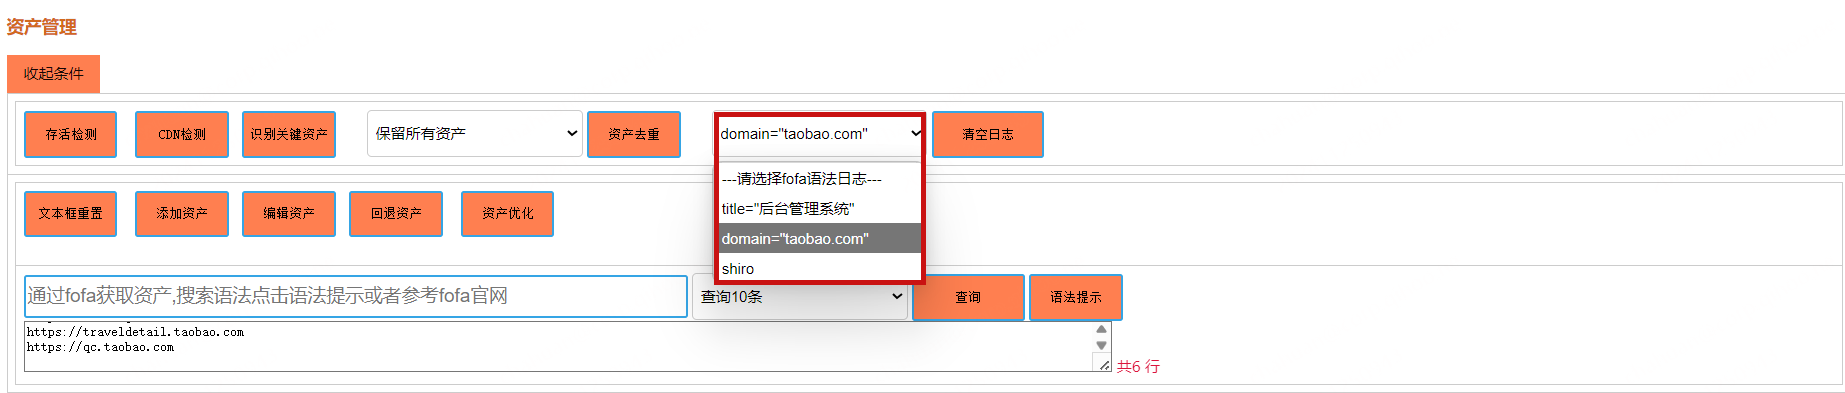 资产管理
收起条件
存活检测 CDN检测 识别关键资产 保留所有资产 资产去重 domain="taobao.com" 清空日志
---请选择fofa语法日志---
title="后台管理系统"
domain="taobao.com"
shiro
文本框重置 添加资产 编辑资产 回退资产 资产优化
通过fofa获取资产,搜索语法点击语法提示或者参考fofa官网 查询10条 查询 语法提示
https://traveldetail.taobao.com
https://qc.taobao.com
共6 行